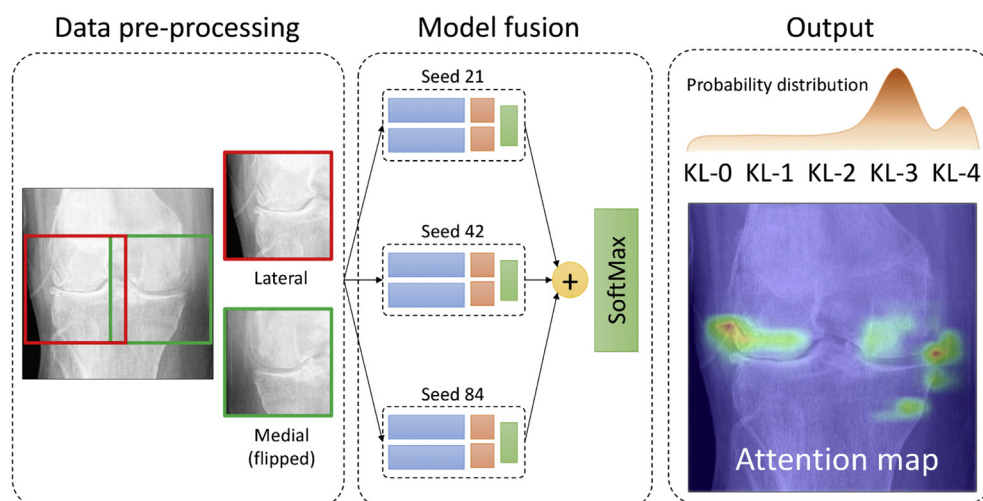 Data pre-processing
Lateral
Medial
(flipped)
Model fusion
Seed 21
Seed 42
Seed 84
+
SoftMax
Output
Probability distribution
KL-0 KL-1 KL-2 KL-3 KL-4
Attention map